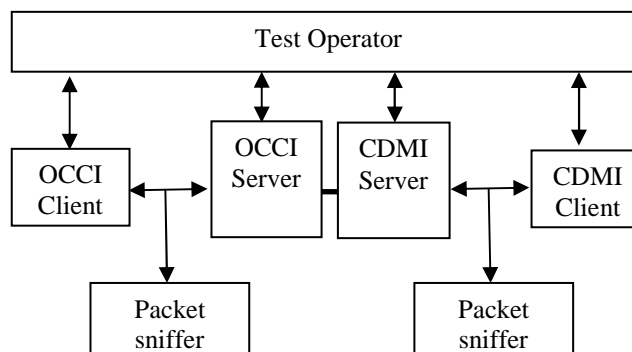 Test Operator
OCCI
Client
OCCI
Server
CDMI
Server
CDMI
Client
Packet
sniffer
Packet
sniffer